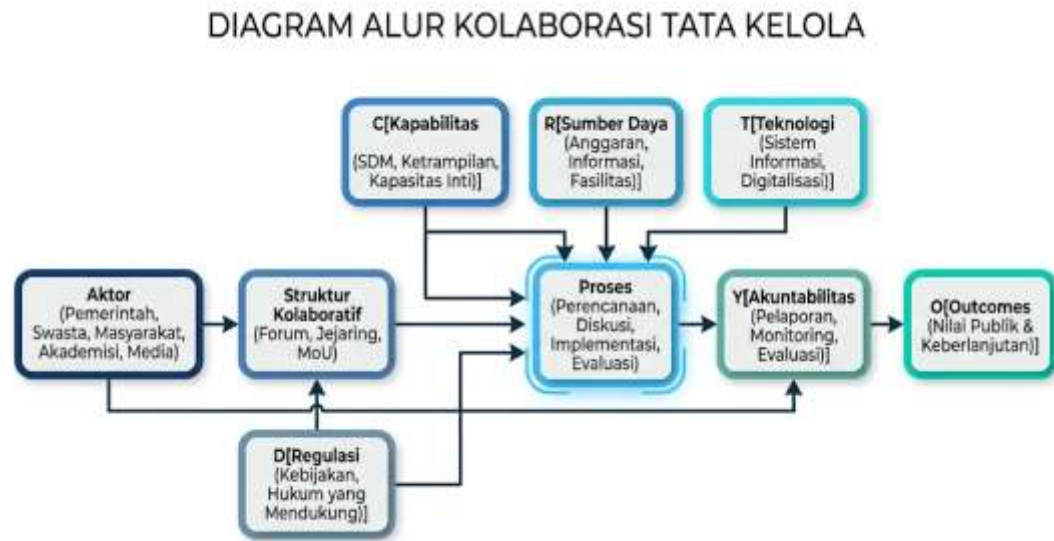 DIAGRAM ALUR KOLABORASI TATA KELOLA
C[Kapabilitas
(SDM, Ketrampilan,
Kapasitas Inti)]
R[Sumber Daya
(Anggaran,
Informasi,
Fasilitas)]
T[Teknologi
(Sistem
Informasi,
Digitalisasi)]
Aktor
(Pemerintah,
Swasta, Masyarakat,
Akademisi, Media)
Struktur
Kolaboratif
(Forum, Jejaring,
MoU)
Proses
(Perencanaan,
Diskusi,
Implementasi,
Evaluasi)
Y[Akuntabilitas
(Pelaporan,
Monitoring,
Evaluasi)]
O[Outcomes
(Nilai Publik &
Keberlanjutan)]
D[Regulasi
(Kebijakan,
Hukum yang
Mendukung)]